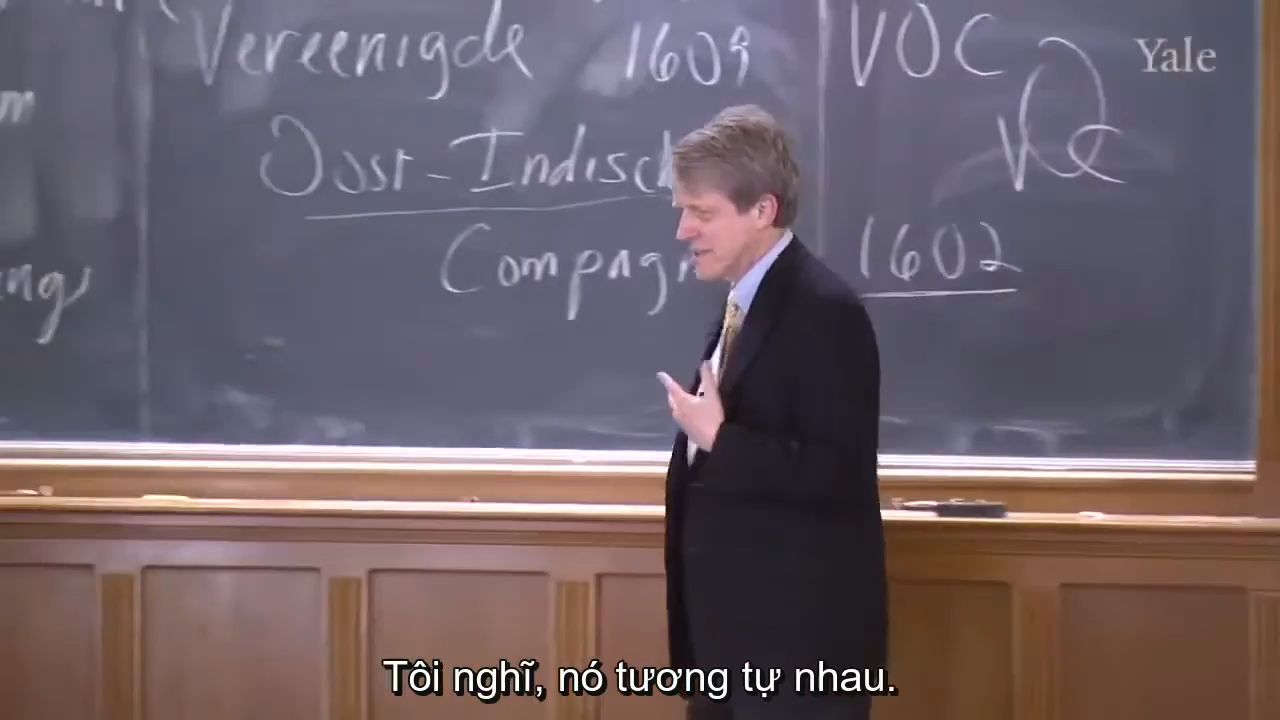 Vereenigde 1609 VOC
Oost-Indisch
Compagn
1602
Yale
Tôi nghĩ, nó tương tự nhau.